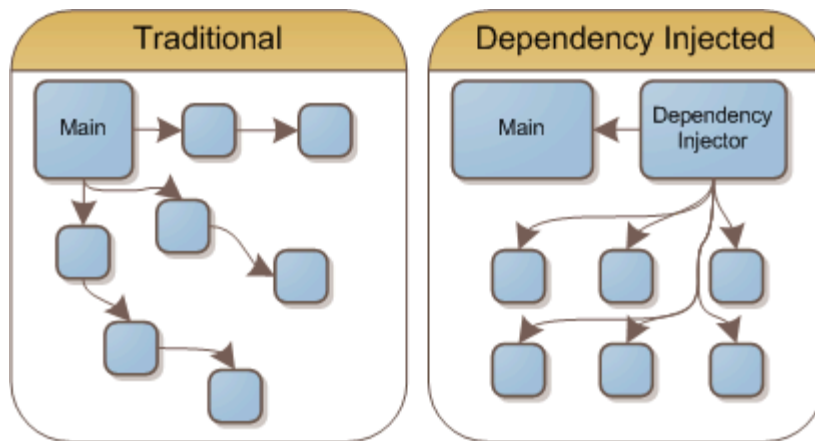 Traditional
Main
Dependency Injected
Main
Dependency
Injector